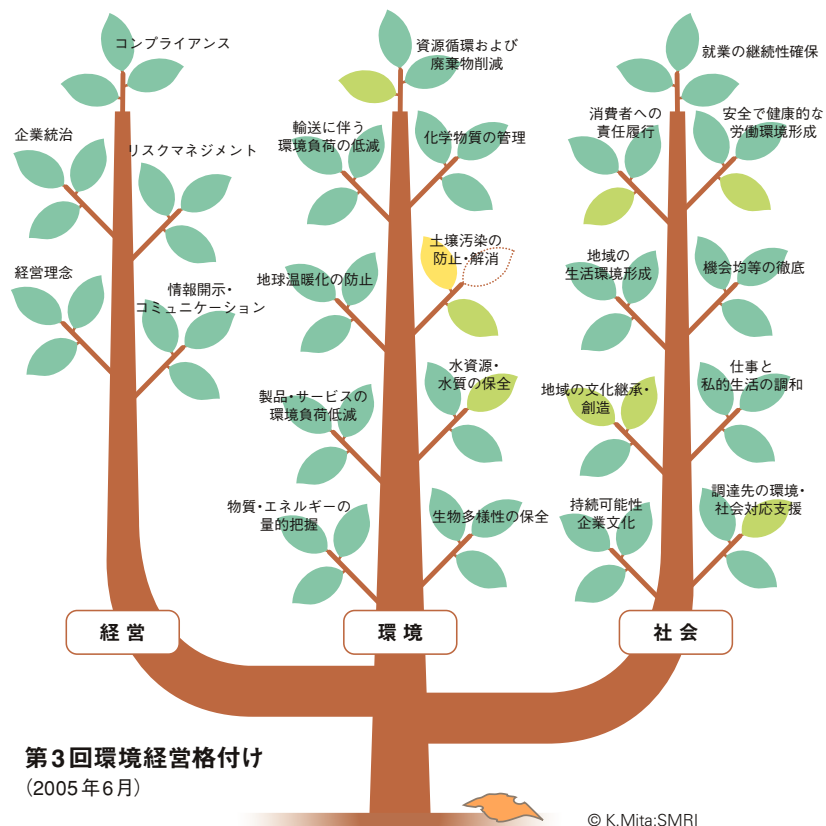 コンプライアンス
企業統治
リスクマネジメント
経営理念
情報開示・
コミュニケーション
経営
資源循環および
廃棄物削減
輸送に伴う
環境負荷の低減
化学物質の管理
土壌汚染の
防止・解消
地球温暖化の防止
水資源・
水質の保全
製品・サービスの
環境負荷低減
物質・エネルギーの
量的把握
生物多様性の保全
環境
就業の継続性確保
消費者への
責任履行
安全で健康的な
労働環境形成
地域の
生活環境形成
機会均等の徹底
仕事と
私的生活の調和
地域の文化継承・
創造
調達先の環境・
社会対応支援
持続可能性
企業文化
社会
第3回環境経営格付け
(2005年6月)
© K.Mita:SMRI